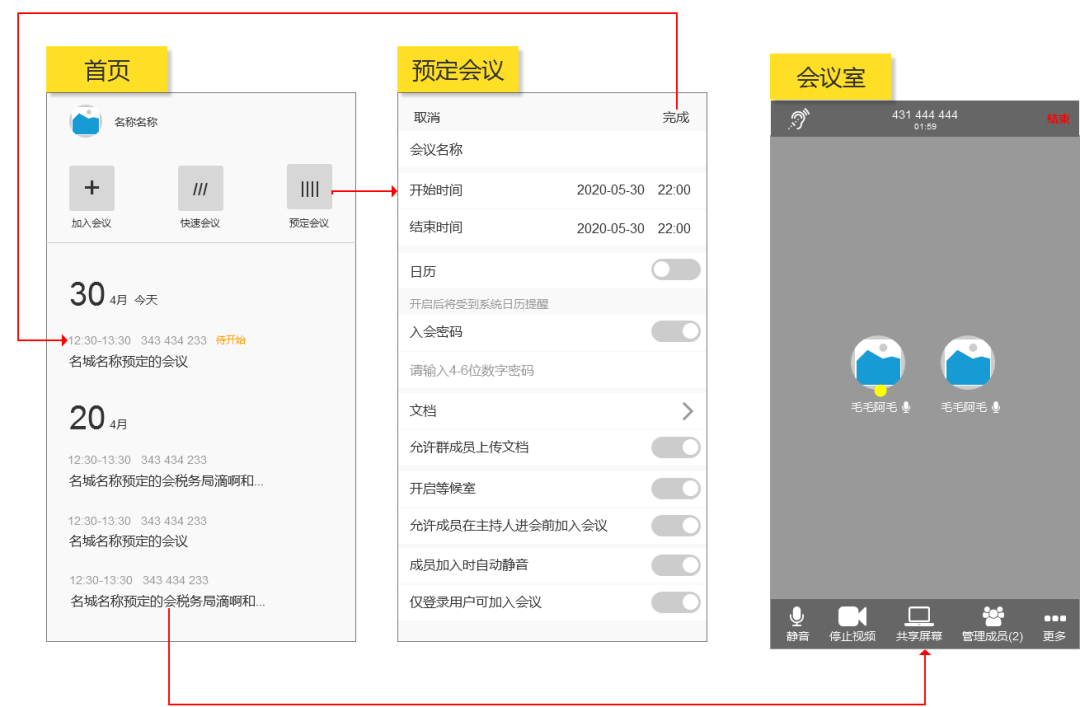 首页
名称名称
加入会议
快速会议
预定会议
30 4月 今天
12:30-13:30 343 434 233 待开始
名城名称预定的会议
20 4月
12:30-13:30 343 434 233
名城名称预定的会税务局滴啊和...
12:30-13:30 343 434 233
名城名称预定的会议
12:30-13:30 343 434 233
名城名称预定的会税务局滴啊和...
预定会议
取消 完成
会议名称
开始时间 2020-05-30 22:00
结束时间 2020-05-30 22:00
日历
开启后将受到系统日历提醒
入会密码
请输入4-6位数字密码
文档
允许群成员上传文档
开启等候室
允许成员在主持人进会前加入会议
成员加入时自动静音
仅登录用户可加入会议
会议室
431 444 444 结束
01:59
毛毛阿毛 毛毛阿毛
静音 停止视频 共享屏幕 管理成员(2) 更多